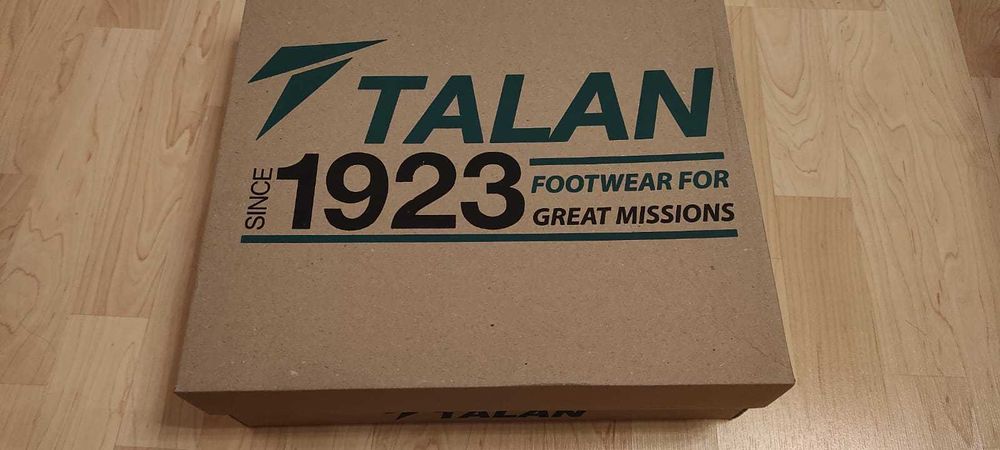 TALAN
SINCE 1923
FOOTWEAR FOR
GREAT MISSIONS
TALAN